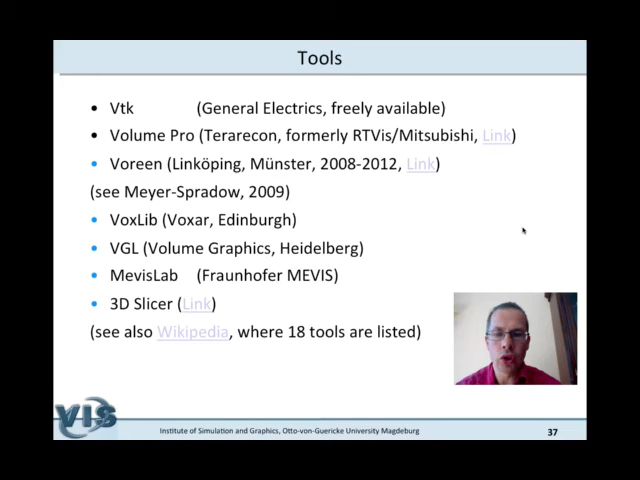 Tools
• Vtk (General Electrics, freely available)
• Volume Pro (Terarecon, formerly RTVis/Mitsubishi, Link)
• Voreen (Linköping, Münster, 2008-2012, Link)
(see Meyer-Spradow, 2009)
• VoxLib (Voxar, Edinburgh)
• VGL (Volume Graphics, Heidelberg)
• MevisLab (Fraunhofer MEVIS)
• 3D Slicer (Link)
(see also Wikipedia, where 18 tools are listed)
VIS
Institute of Simulation and Graphics, Otto-von-Guericke University Magdeburg
37